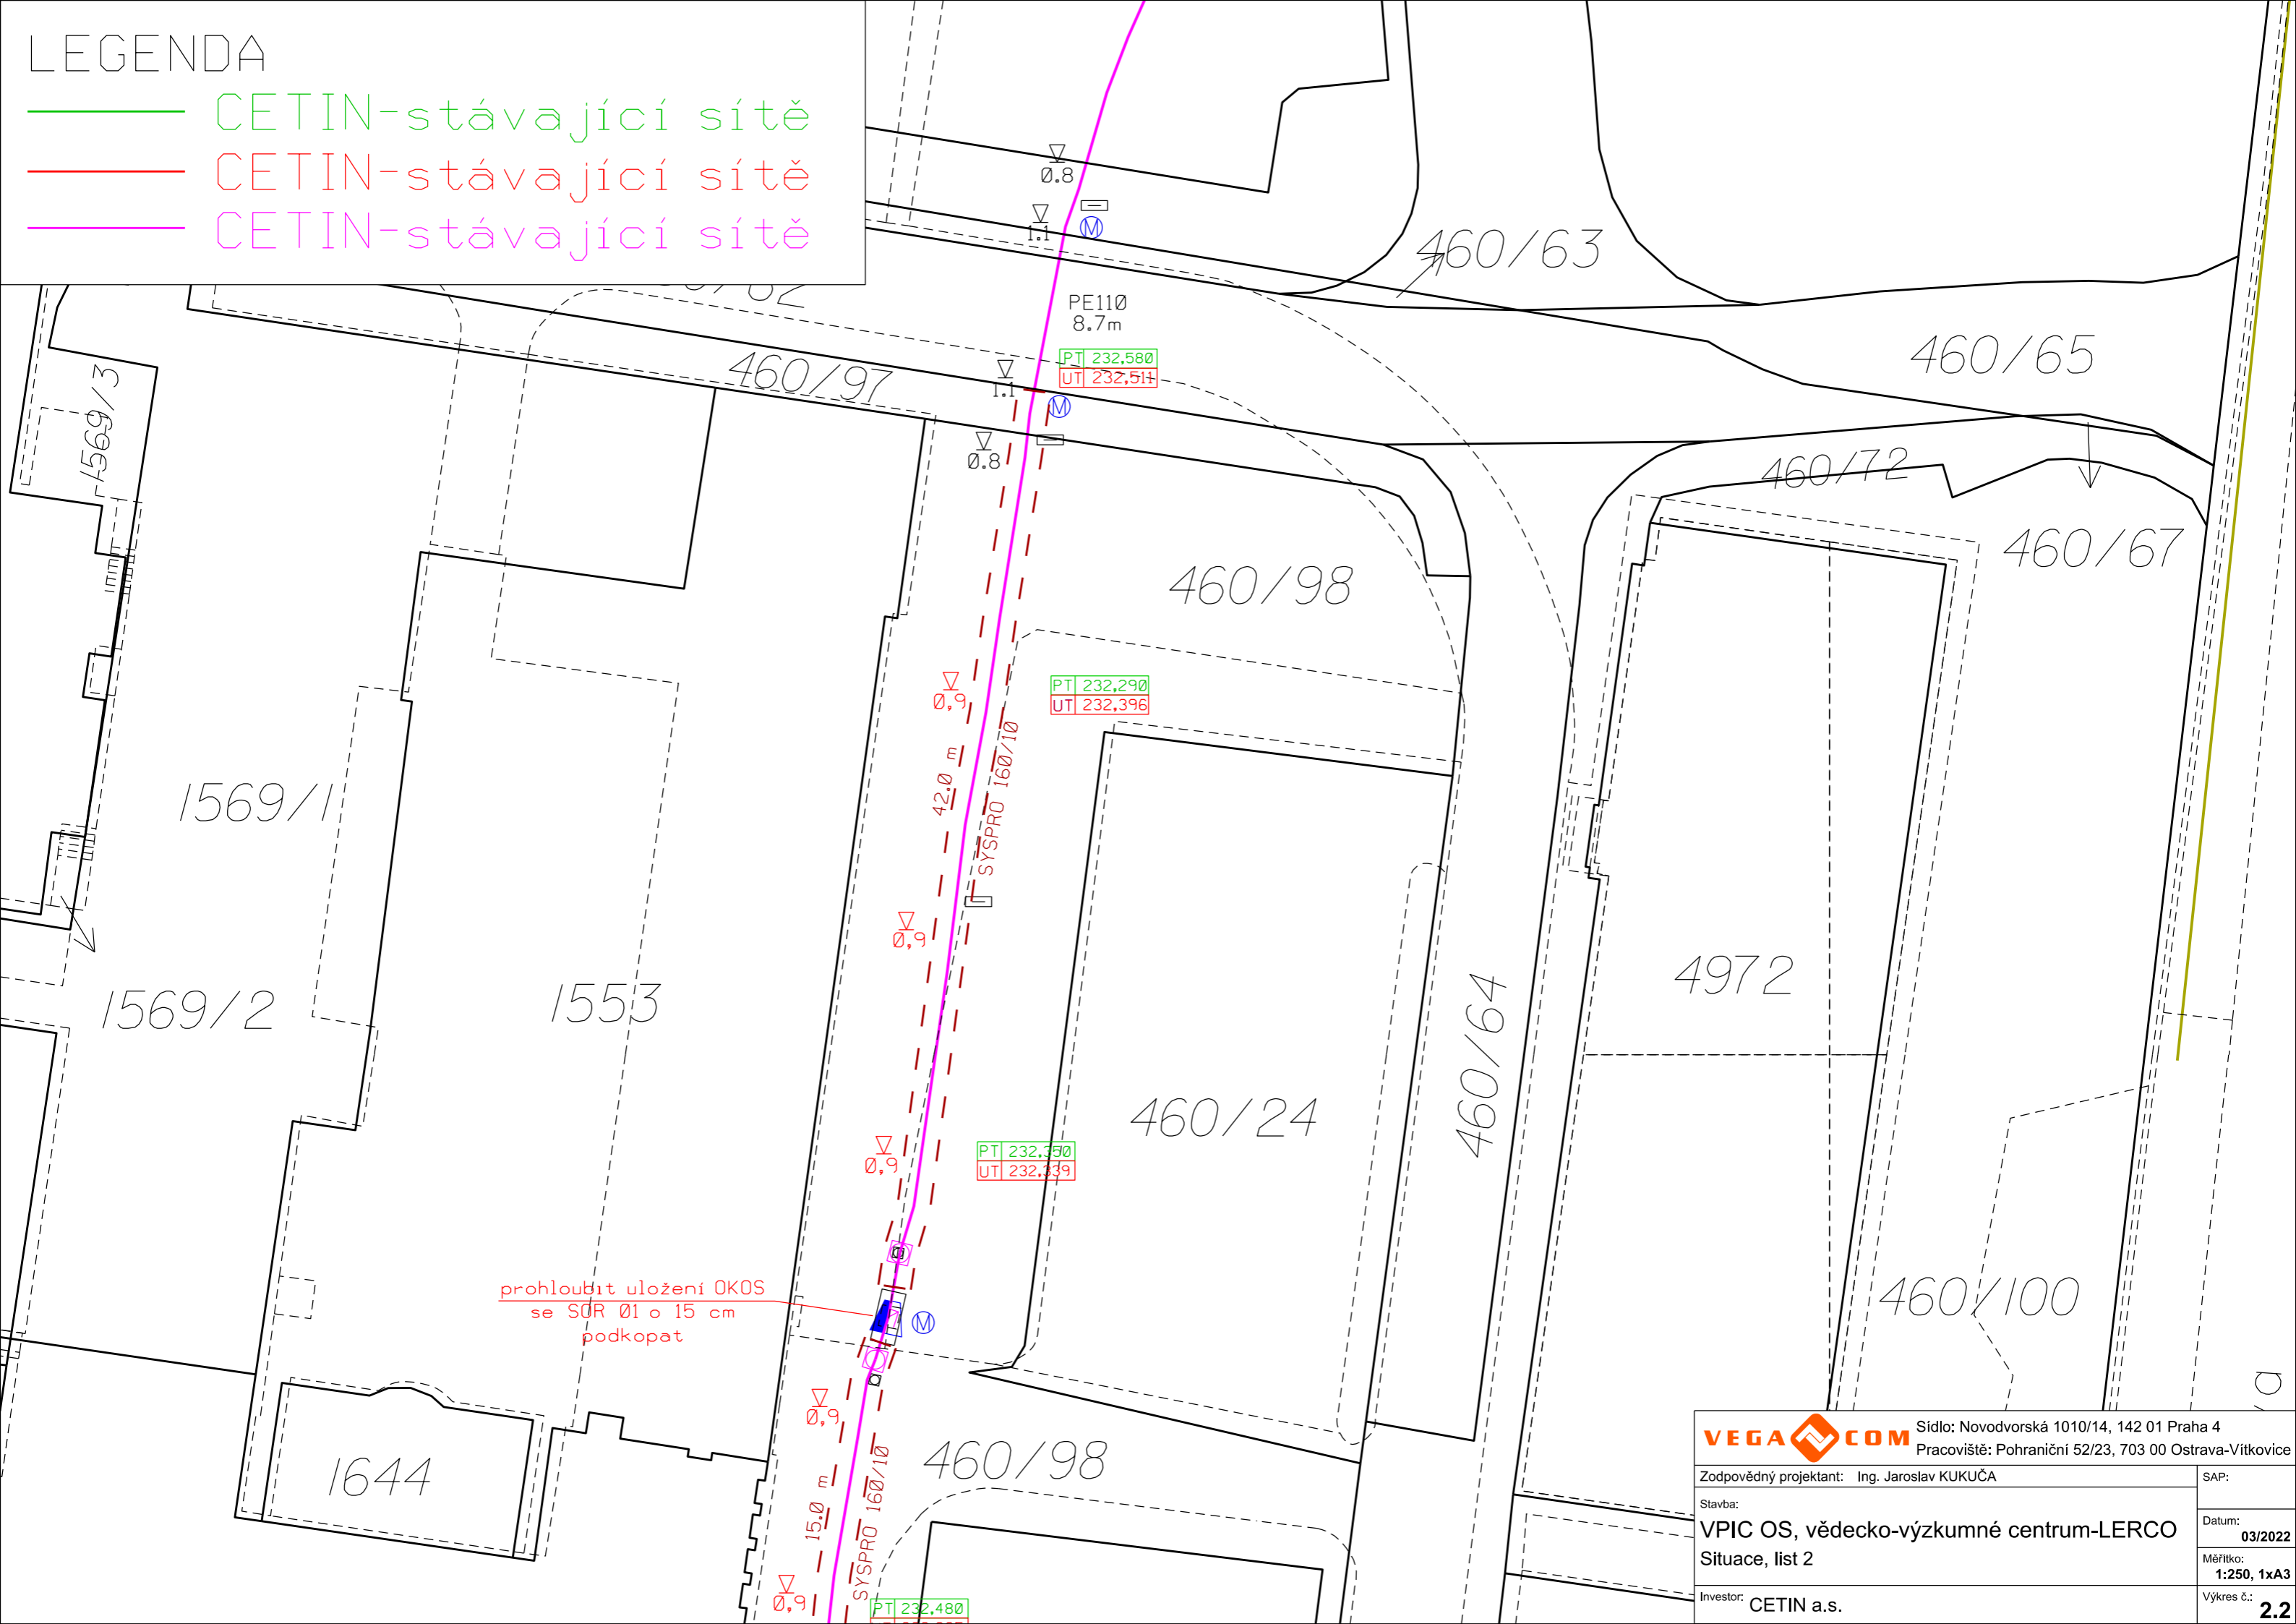 LEGENDA
CETIN-stávající sítě
CETIN-stávající sítě
CETIN-stávající sítě
0.8
1.1
M
460/63
PE110
8.7m
460/65
PT 232,580
UT 232,511
460/97
1.1
M
0.8
1569/3
460/72
460/67
460/98
0,9
PT 232,290
UT 232,396
42.0 m
SYSPRO 160/10
1569/1
0,9
1569/2
1553
4972
460/64
460/24
0,9
PT 232,350
UT 232,339
prohloubit uložení OKOS
se SOR Ø1 o 15 cm
podkopat
M
460/100
0,9
460/98
1644
15.0 m
SYSPRO 160/10
0,9
PT 232,480
VEGACOM
Sídlo: Novodvorská 1010/14, 142 01 Praha 4
Pracoviště: Pohraniční 52/23, 703 00 Ostrava-Vítkovice
Zodpovědný projektant: Ing. Jaroslav KUKUČA
SAP:
Stavba:
VPIC OS, vědecko-výzkumné centrum-LERCO
Situace, list 2
Datum:
03/2022
Měřítko:
1:250, 1xA3
Investor: CETIN a.s.
Výkres č.: 2.2